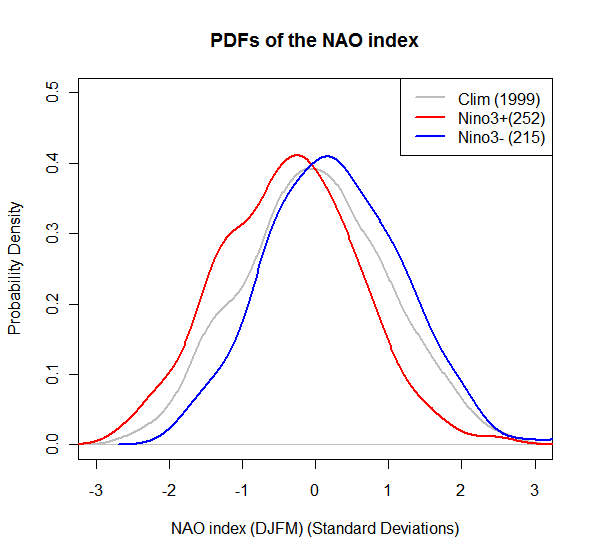 PDFs of the NAO index
Clim (1999)
Nino3+(252)
Nino3- (215)
Probability Density
0.5
0.4
0.3
0.2
0.1
0.0
-3 -2 -1 0 1 2 3
NAO index (DJFM) (Standard Deviations)